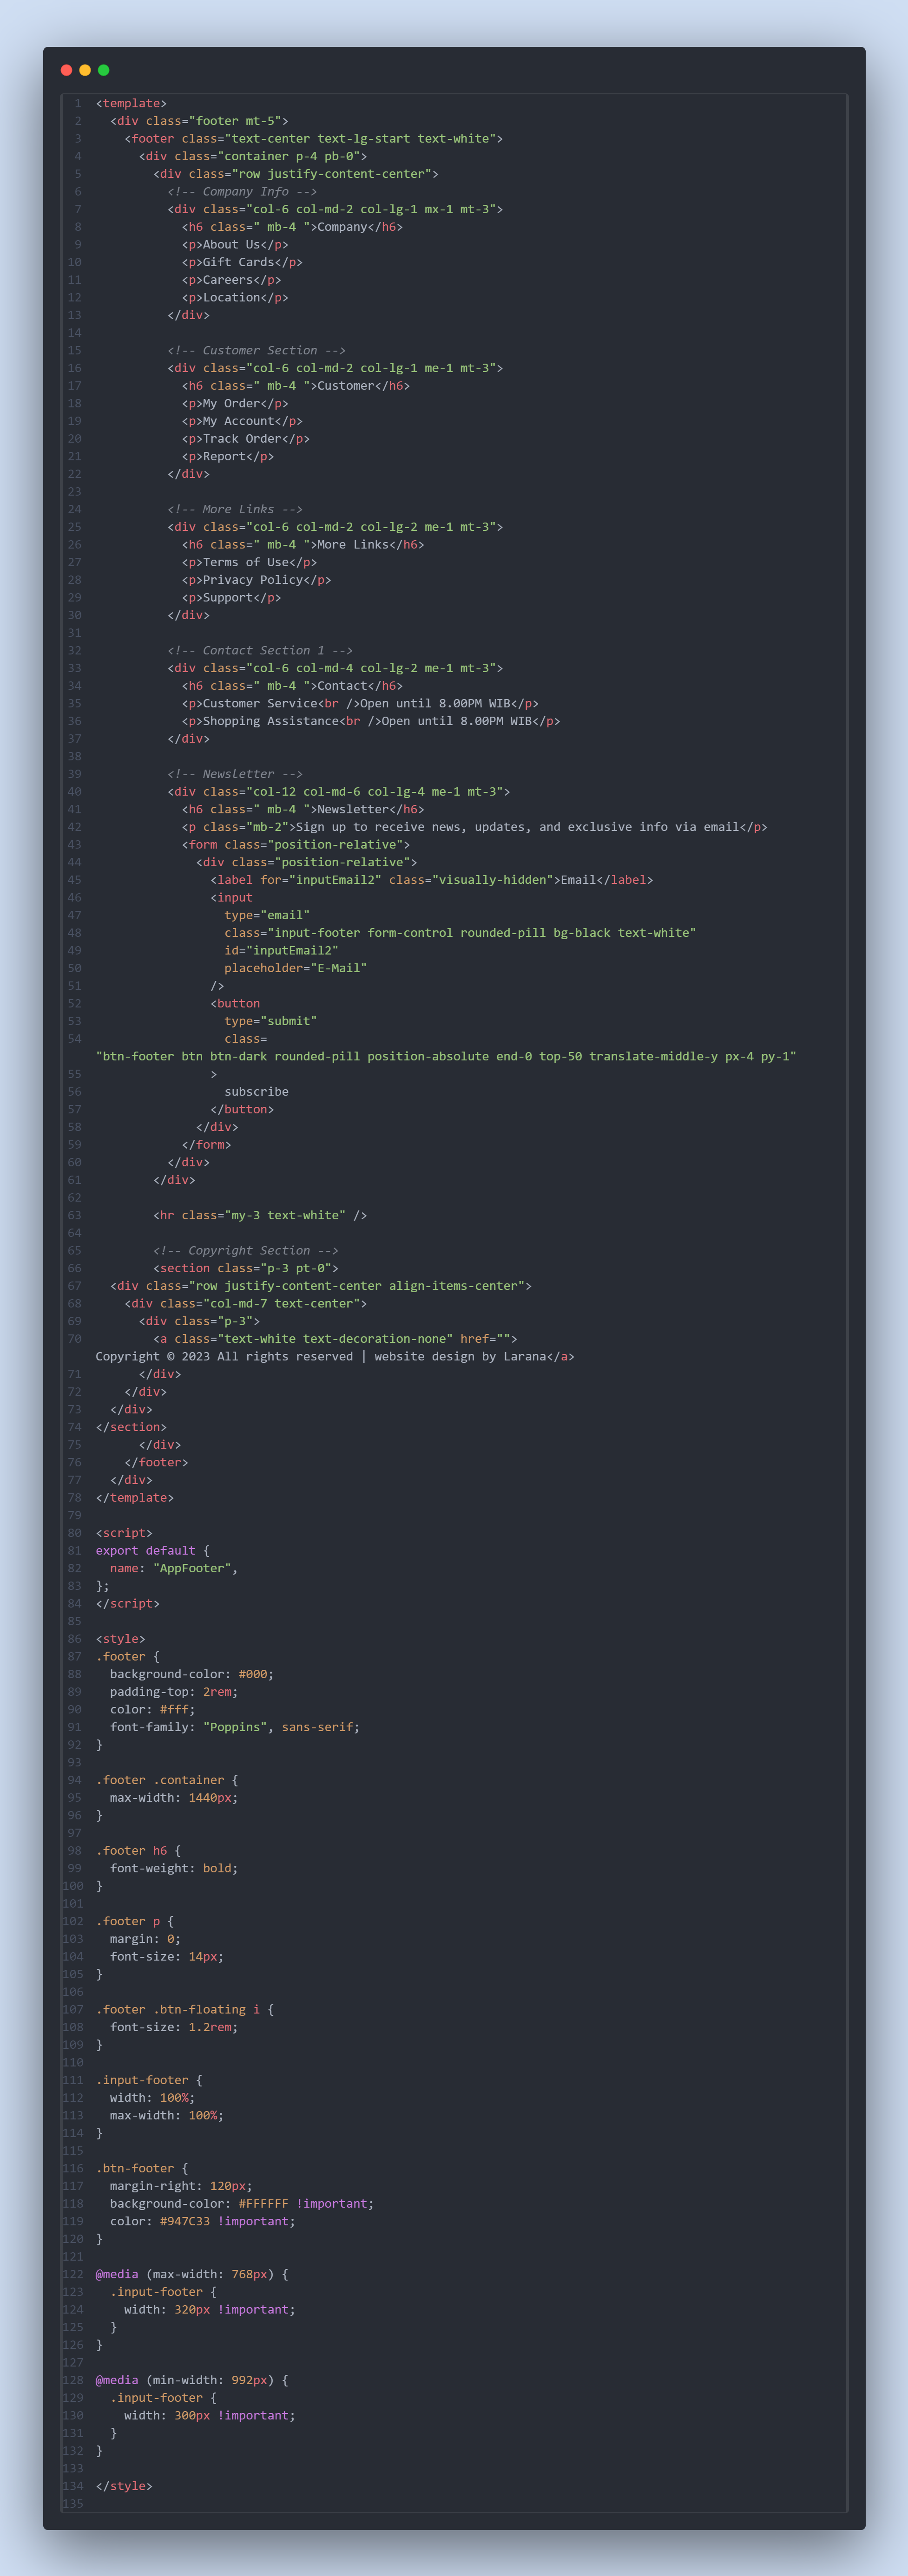 1 <template>
2   <div class="footer mt-5">
3     <footer class="text-center text-lg-start text-white">
4       <div class="container p-4 pb-0">
5         <div class="row justify-content-center">
6           <!-- Company Info -->
7           <div class="col-6 col-md-2 col-lg-1 mx-1 mt-3">
8             <h6 class=" mb-4 ">Company</h6>
9             <p>About Us</p>
10             <p>Gift Cards</p>
11             <p>Careers</p>
12             <p>Location</p>
13           </div>
14
15           <!-- Customer Section -->
16           <div class="col-6 col-md-2 col-lg-1 me-1 mt-3">
17             <h6 class=" mb-4 ">Customer</h6>
18             <p>My Order</p>
19             <p>My Account</p>
20             <p>Track Order</p>
21             <p>Report</p>
22           </div>
23
24           <!-- More Links -->
25           <div class="col-6 col-md-2 col-lg-2 me-1 mt-3">
26             <h6 class=" mb-4 ">More Links</h6>
27             <p>Terms of Use</p>
28             <p>Privacy Policy</p>
29             <p>Support</p>
30           </div>
31
32           <!-- Contact Section 1 -->
33           <div class="col-6 col-md-4 col-lg-2 me-1 mt-3">
34             <h6 class=" mb-4 ">Contact</h6>
35             <p>Customer Service<br />Open until 8.00PM WIB</p>
36             <p>Shopping Assistance<br />Open until 8.00PM WIB</p>
37           </div>
38
39           <!-- Newsletter -->
40           <div class="col-12 col-md-6 col-lg-4 me-1 mt-3">
41             <h6 class=" mb-4 ">Newsletter</h6>
42             <p class="mb-2">Sign up to receive news, updates, and exclusive info via email</p>
43             <form class="position-relative">
44               <div class="position-relative">
45                 <label for="inputEmail2" class="visually-hidden">Email</label>
46                 <input
47                   type="email"
48                   class="input-footer form-control rounded-pill bg-black text-white"
49                   id="inputEmail2"
50                   placeholder="E-Mail"
51                 />
52                 <button
53                   type="submit"
54                   class=
"btn-footer btn btn-dark rounded-pill position-absolute end-0 top-50 translate-middle-y px-4 py-1"
55                 >
56                   subscribe
57                 </button>
58               </div>
59             </form>
60           </div>
61         </div>
62
63         <hr class="my-3 text-white" />
64
65         <!-- Copyright Section -->
66         <section class="p-3 pt-0">
67   <div class="row justify-content-center align-items-center">
68     <div class="col-md-7 text-center">
69       <div class="p-3">
70         <a class="text-white text-decoration-none" href="">
Copyright © 2023 All rights reserved | website design by Larana</a>
71       </div>
72     </div>
73   </div>
74 </section>
75       </div>
76     </footer>
77   </div>
78 </template>
79
80 <script>
81 export default {
82   name: "AppFooter",
83 };
84 </script>
85
86 <style>
87 .footer {
88   background-color: #000;
89   padding-top: 2rem;
90   color: #fff;
91   font-family: "Poppins", sans-serif;
92 }
93
94 .footer .container {
95   max-width: 1440px;
96 }
97
98 .footer h6 {
99   font-weight: bold;
100 }
101
102 .footer p {
103   margin: 0;
104   font-size: 14px;
105 }
106
107 .footer .btn-floating i {
108   font-size: 1.2rem;
109 }
110
111 .input-footer {
112   width: 100%;
113   max-width: 100%;
114 }
115
116 .btn-footer {
117   margin-right: 120px;
118   background-color: #FFFFFF !important;
119   color: #947C33 !important;
120 }
121
122 @media (max-width: 768px) {
123   .input-footer {
124     width: 320px !important;
125   }
126 }
127
128 @media (min-width: 992px) {
129   .input-footer {
130     width: 300px !important;
131   }
132 }
133
134 </style>
135